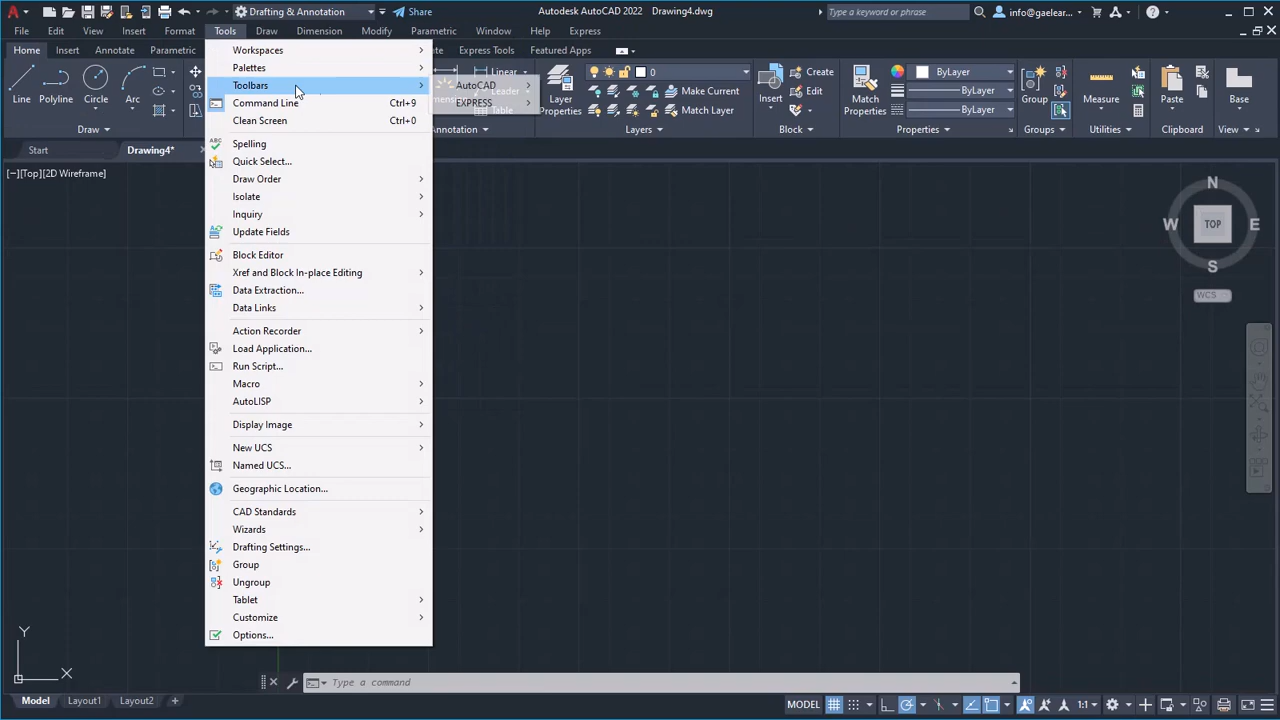 Drafting & Annotation Share Autodesk AutoCAD 2022 Drawing4.dwg Type a keyword or phrase info@gaelear...
File Edit View Insert Format Tools Draw Dimension Modify Parametric Window Help Express
Home Insert Annotate Parametric Express Tools Featured Apps
Workspaces
Palettes
Toolbars
Command Line Ctrl+9
Clean Screen Ctrl+0
AutoCAD
EXPRESS
Linear
Leader
Table
0
Make Current
Match Layer
Create
Edit
ByLayer
ByLayer
ByLayer
Line Polyline Circle Arc Layer Properties Insert Match Properties Group Measure Paste Base
Draw Layers Block Properties Groups Utilities Clipboard View
Start Drawing4*
[−][Top][2D Wireframe]
Spelling
Quick Select...
Draw Order
Isolate
Inquiry
Update Fields
Block Editor
Xref and Block In-place Editing
Data Extraction...
Data Links
Action Recorder
Load Application...
Run Script...
Macro
AutoLISP
Display Image
New UCS
Named UCS...
Geographic Location...
CAD Standards
Wizards
Drafting Settings...
Group
Ungroup
Tablet
Customize
Options...
N
W TOP E
S
WCS
Y
X
Type a command
Model Layout1 Layout2 + MODEL 1:1